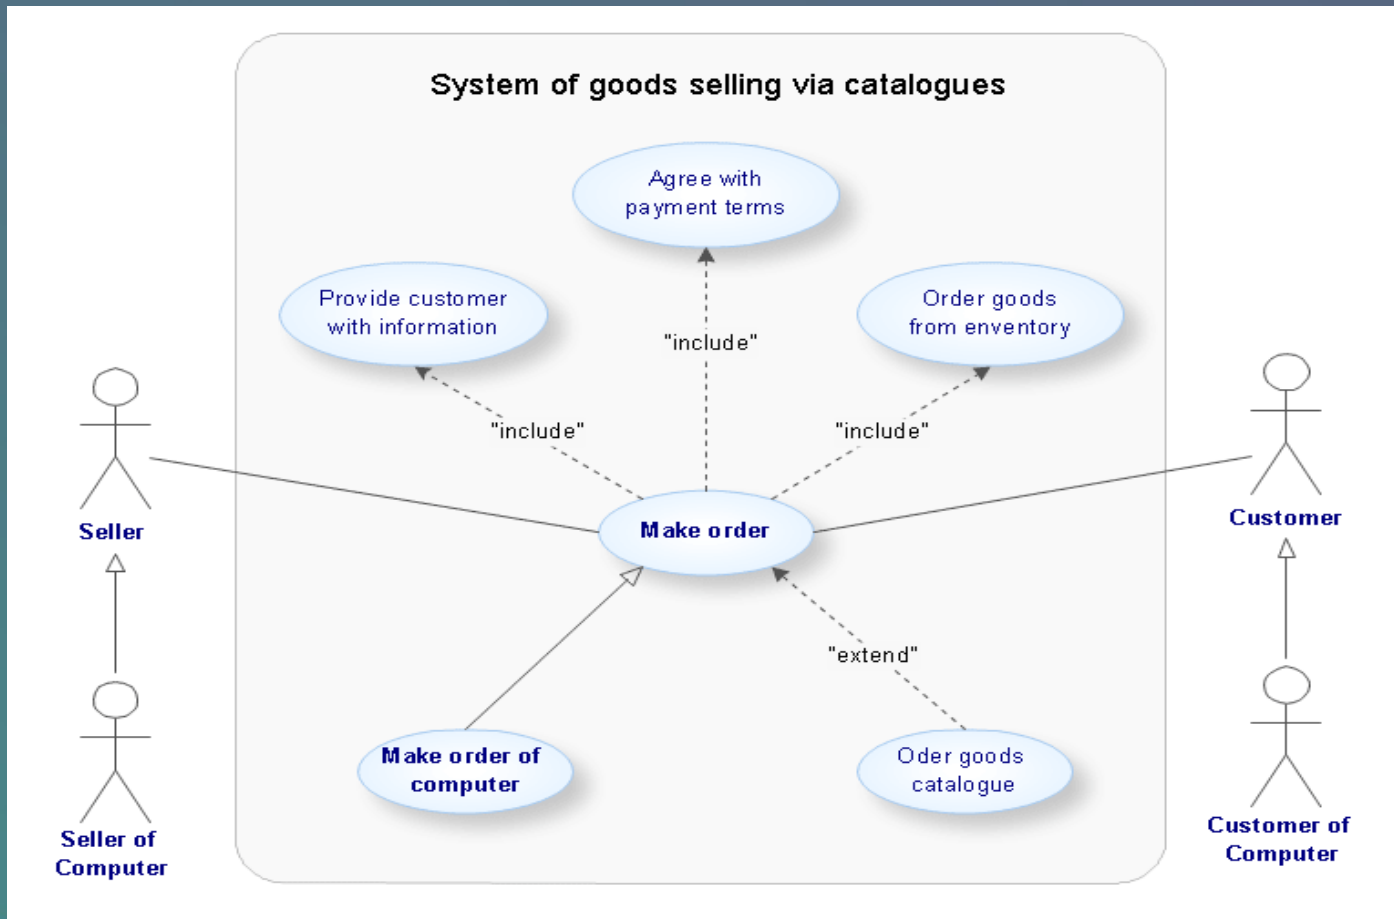 System of goods selling via catalogues
Agree with
payment terms
Provide customer
with information
Order goods
from enventory
"include"
"include"
"include"
Seller
Make order
Customer
"extend"
Make order of
computer
Oder goods
catalogue
Seller of
Computer
Customer of
Computer